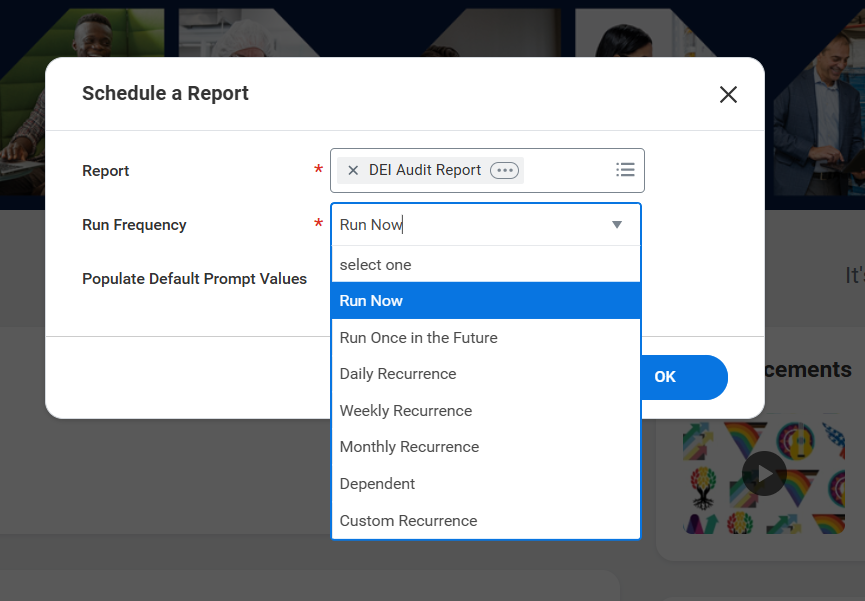 Schedule a Report
Report
*
DEI Audit Report
Run Frequency
*
Run Now
Populate Default Prompt Values
select one
Run Now
Run Once in the Future
Daily Recurrence
Weekly Recurrence
Monthly Recurrence
Dependent
Custom Recurrence
OK
It's
cements